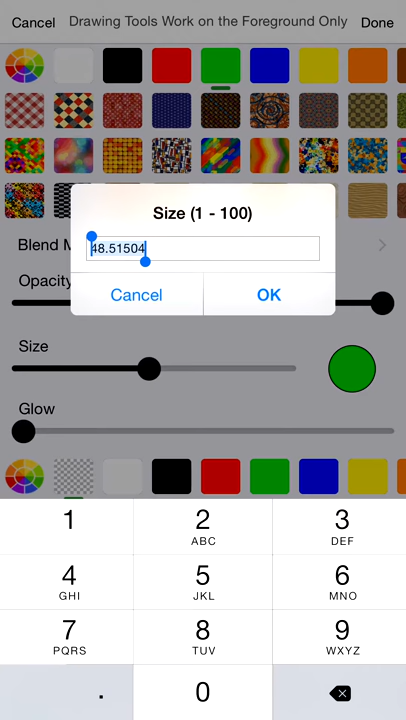 Cancel Drawing Tools Work on the Foreground Only Done
Size (1 - 100)
Blend M
48.51504
Opacity
Cancel OK
Size
Glow
1 2 3
ABC DEF
4 5 6
GHI JKL MNO
7 8 9
PQRS TUV WXYZ
. 0